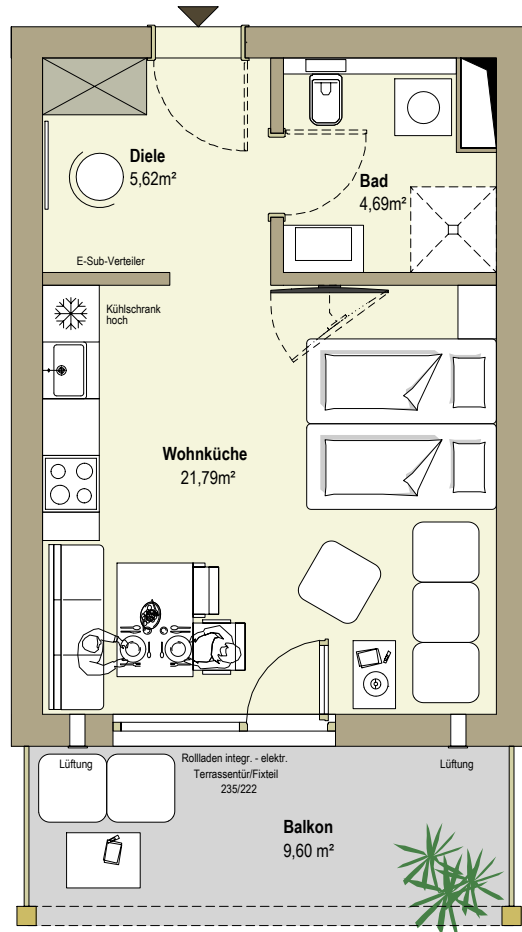 Diele
5,62m²
Bad
4,69m²
E-Sub-Verteiler
Kühlschrank
hoch
Wohnküche
21,79m²
Lüftung
Rollladen integr. - elektr.
Terrassentür/Fixteil
235/222
Lüftung
Balkon
9,60 m²